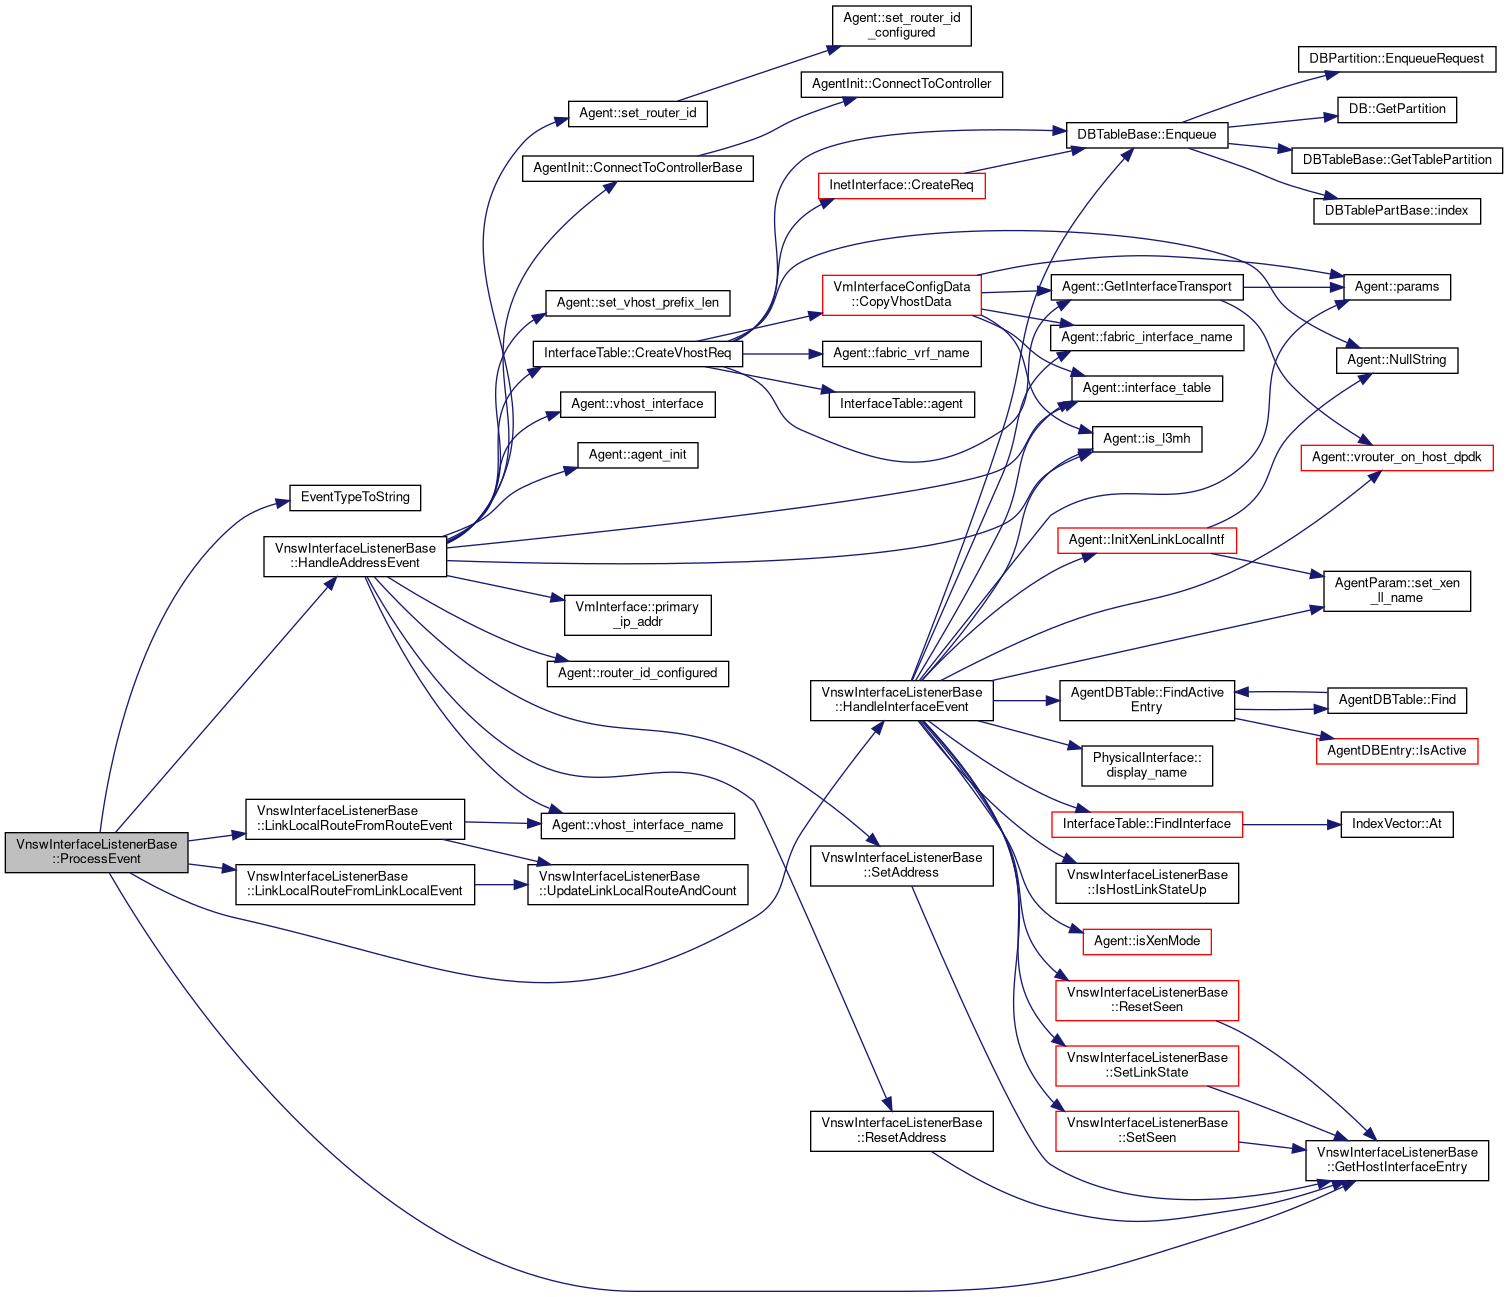 Agent::set_router_id
_configured
AgentInit::ConnectToController
Agent::set_router_id
AgentInit::ConnectToControllerBase
DBPartition::EnqueueRequest
DB::GetPartition
DBTableBase::Enqueue
DBTableBase::GetTablePartition
InetInterface::CreateReq
DBTablePartBase::index
Agent::set_vhost_prefix_len
VmInterfaceConfigData
::CopyVhostData
Agent::GetInterfaceTransport
Agent::params
Agent::fabric_interface_name
InterfaceTable::CreateVhostReq
Agent::fabric_vrf_name
Agent::NullString
Agent::interface_table
Agent::vhost_interface
InterfaceTable::agent
Agent::is_l3mh
Agent::agent_init
Agent::vrouter_on_host_dpdk
EventTypeToString
VnswInterfaceListenerBase
::HandleAddressEvent
Agent::InitXenLinkLocalIntf
VmInterface::primary
_ip_addr
AgentParam::set_xen
_ll_name
Agent::router_id_configured
VnswInterfaceListenerBase
::HandleInterfaceEvent
AgentDBTable::FindActive
Entry
AgentDBTable::Find
AgentDBEntry::IsActive
PhysicalInterface::
display_name
VnswInterfaceListenerBase
::LinkLocalRouteFromRouteEvent
Agent::vhost_interface_name
InterfaceTable::FindInterface
IndexVector::At
VnswInterfaceListenerBase
::ProcessEvent
VnswInterfaceListenerBase
::LinkLocalRouteFromLinkLocalEvent
VnswInterfaceListenerBase
::UpdateLinkLocalRouteAndCount
VnswInterfaceListenerBase
::SetAddress
VnswInterfaceListenerBase
::IsHostLinkStateUp
Agent::isXenMode
VnswInterfaceListenerBase
::ResetSeen
VnswInterfaceListenerBase
::SetLinkState
VnswInterfaceListenerBase
::ResetAddress
VnswInterfaceListenerBase
::SetSeen
VnswInterfaceListenerBase
::GetHostInterfaceEntry